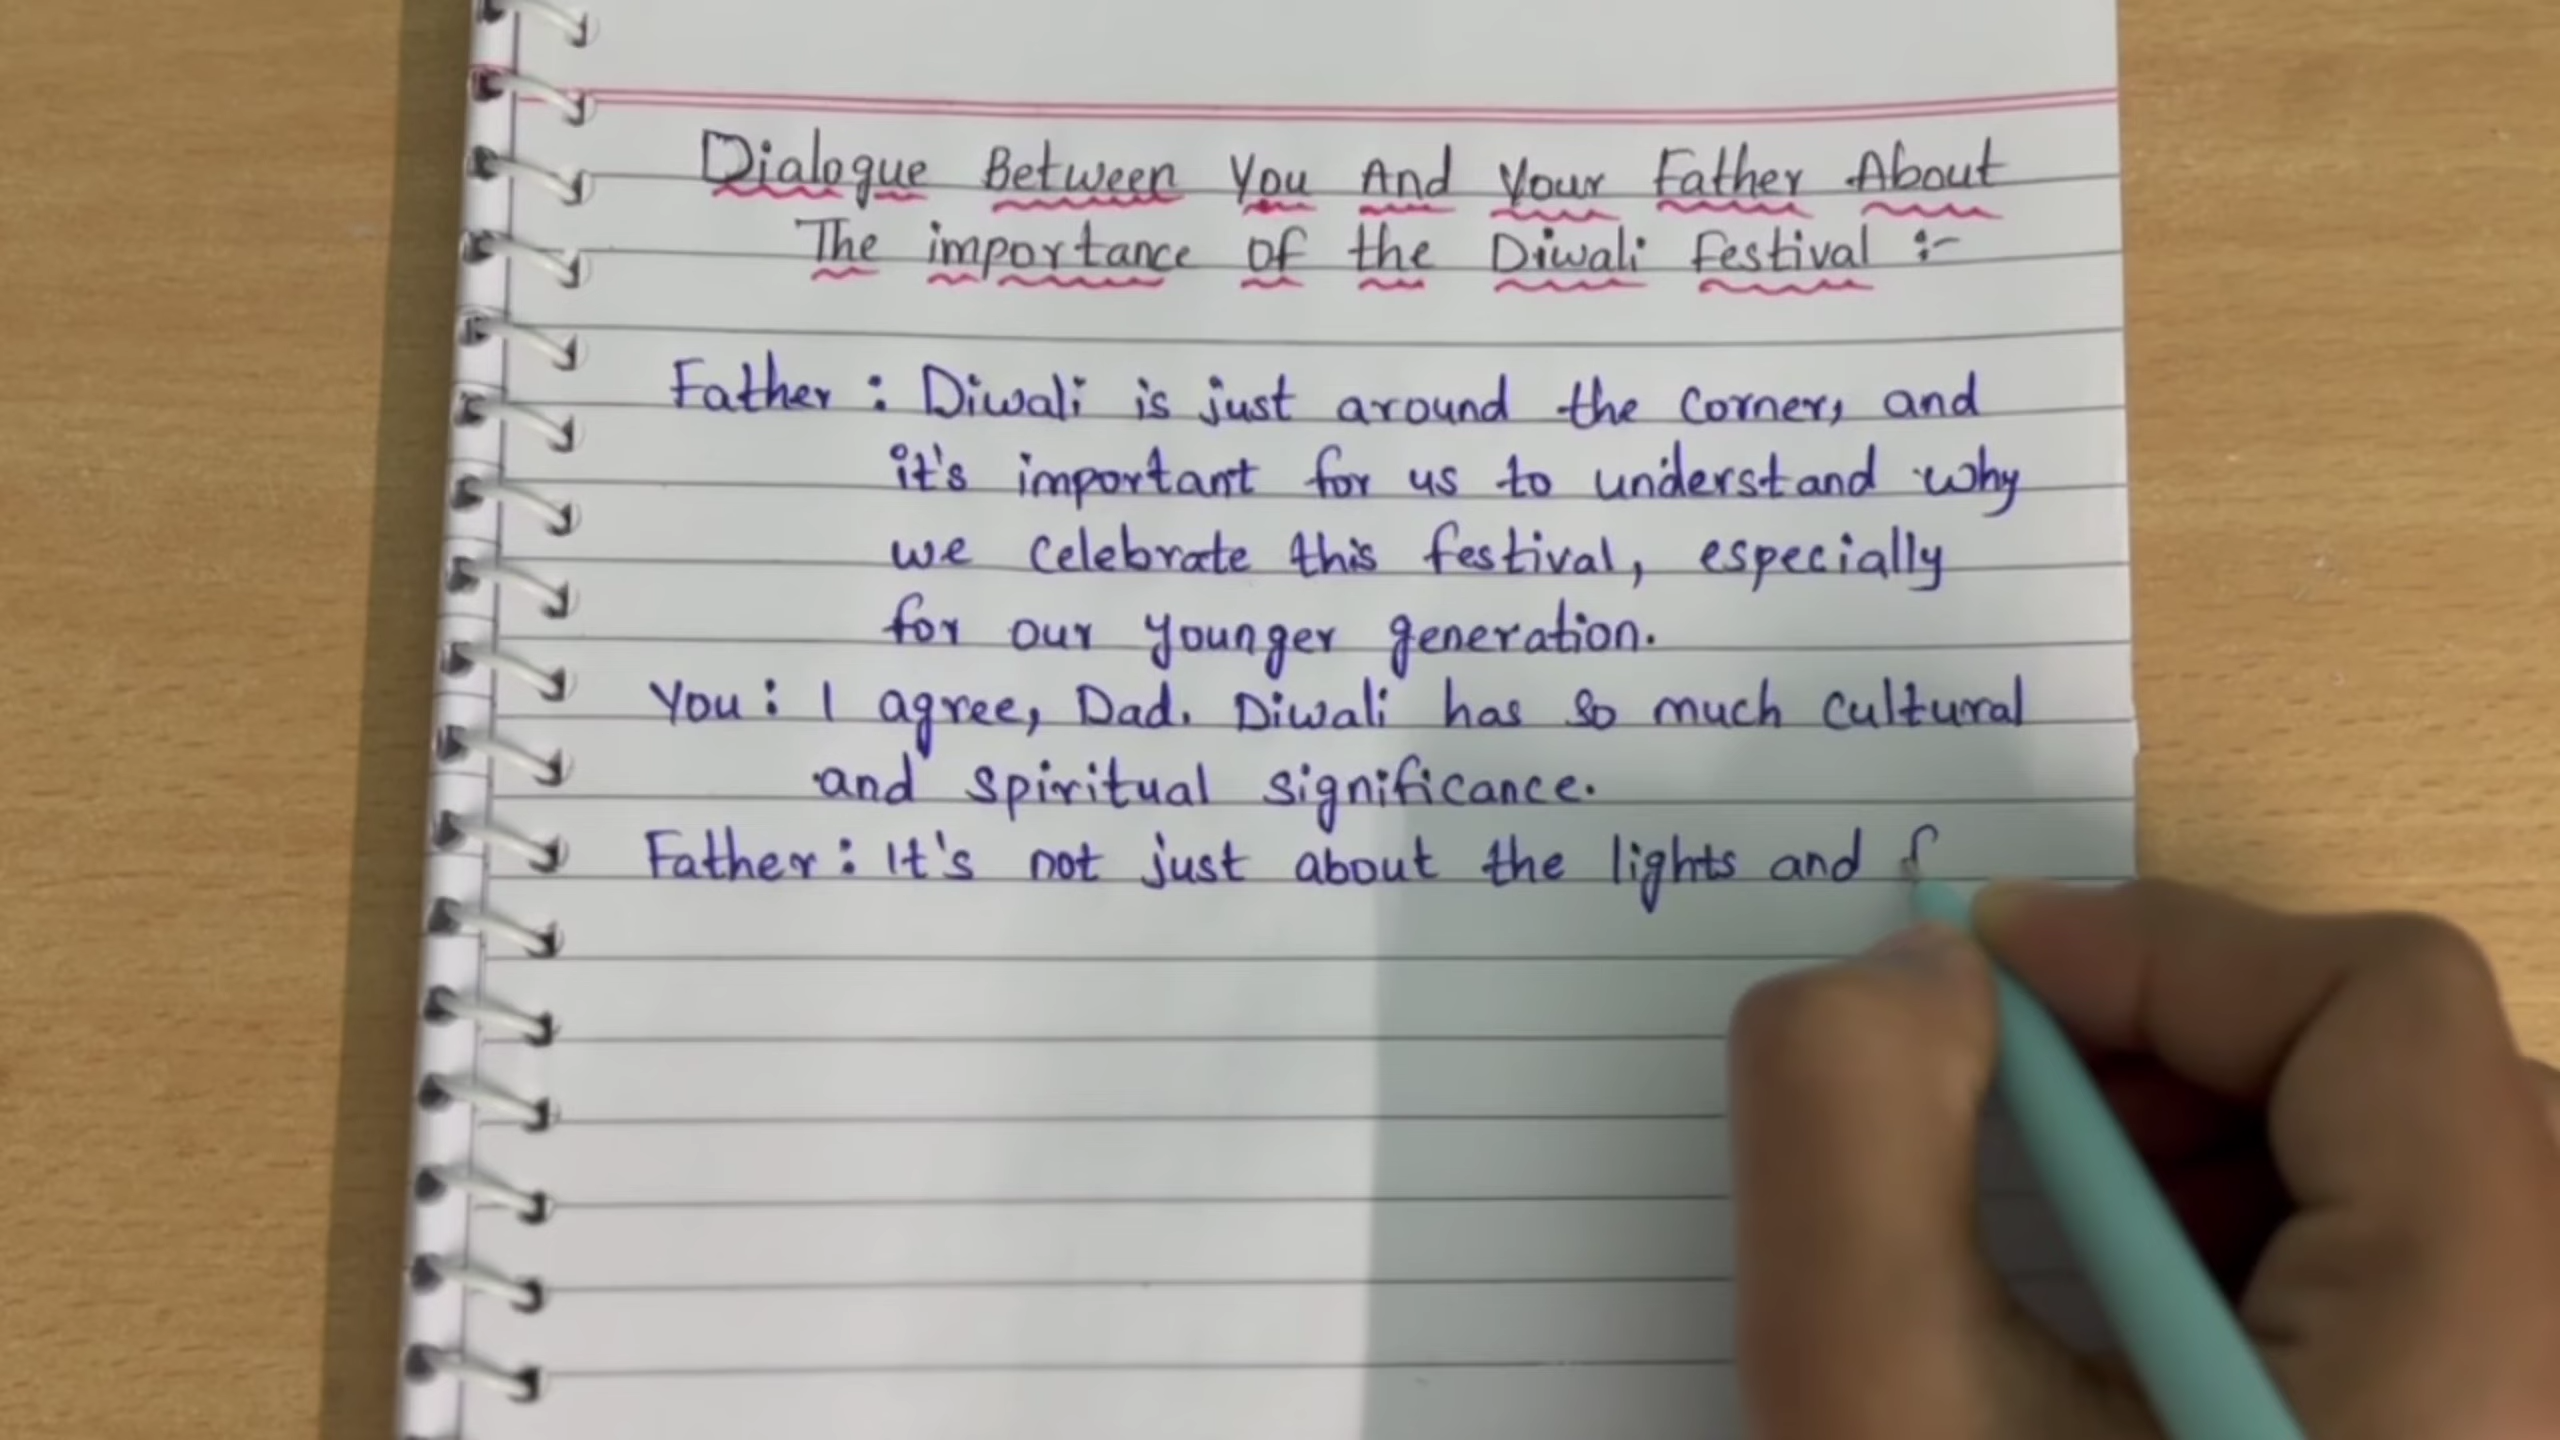 Dialogue Between You And Your Father About
The importance of the Diwali festival :-
Father : Diwali is just around the corner, and
it's important for us to understand why
we celebrate this festival, especially
for our younger generation.
You : I agree, Dad. Diwali has so much cultural
and spiritual significance.
Father : It's not just about the lights and f